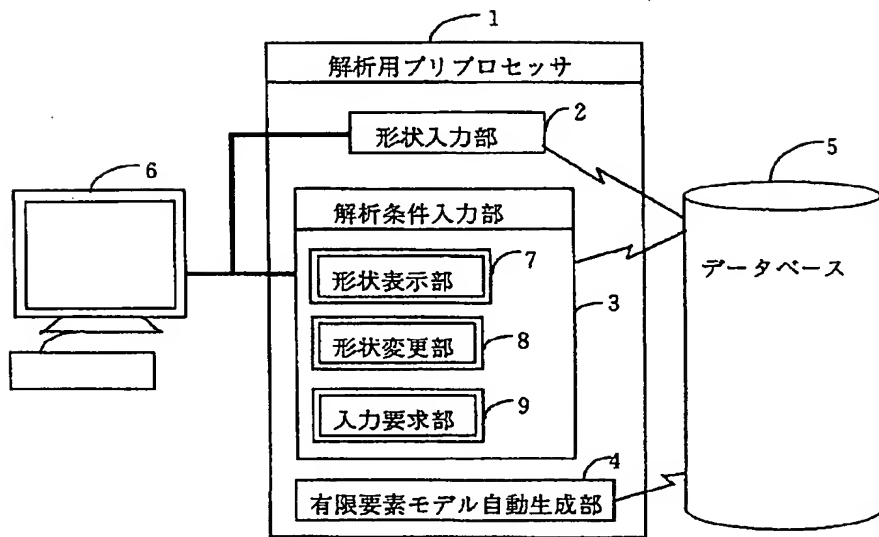 1
解析用プリプロセッサ
2
形状入力部
5
6
解析条件入力部
データベース
7
形状表示部
3
8
形状変更部
9
入力要求部
4
有限要素モデル自動生成部